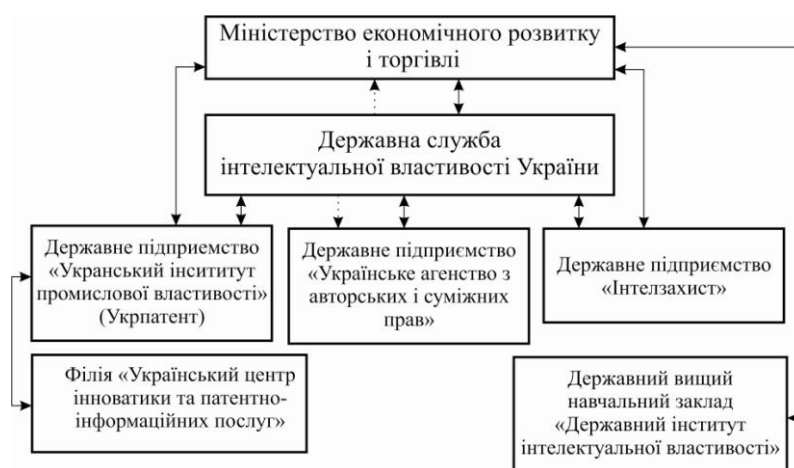 Міністерство економічного розвитку
і торгівлі
Державна служба
інтелектуальної властивості України
Державне підприемство
«Укранський інсититут
промислової властивості»
(Укрпатент)
Державне підприємство
«Українське агенство з
авторських і суміжних
прав»
Державне підприємство
«Інтелзахист»
Філія «Український центр
інноватики та патентно-
інформаційних послуг»
Державний вищий
навчальний заклад
«Державний інститут
інтелектуальної властивості»